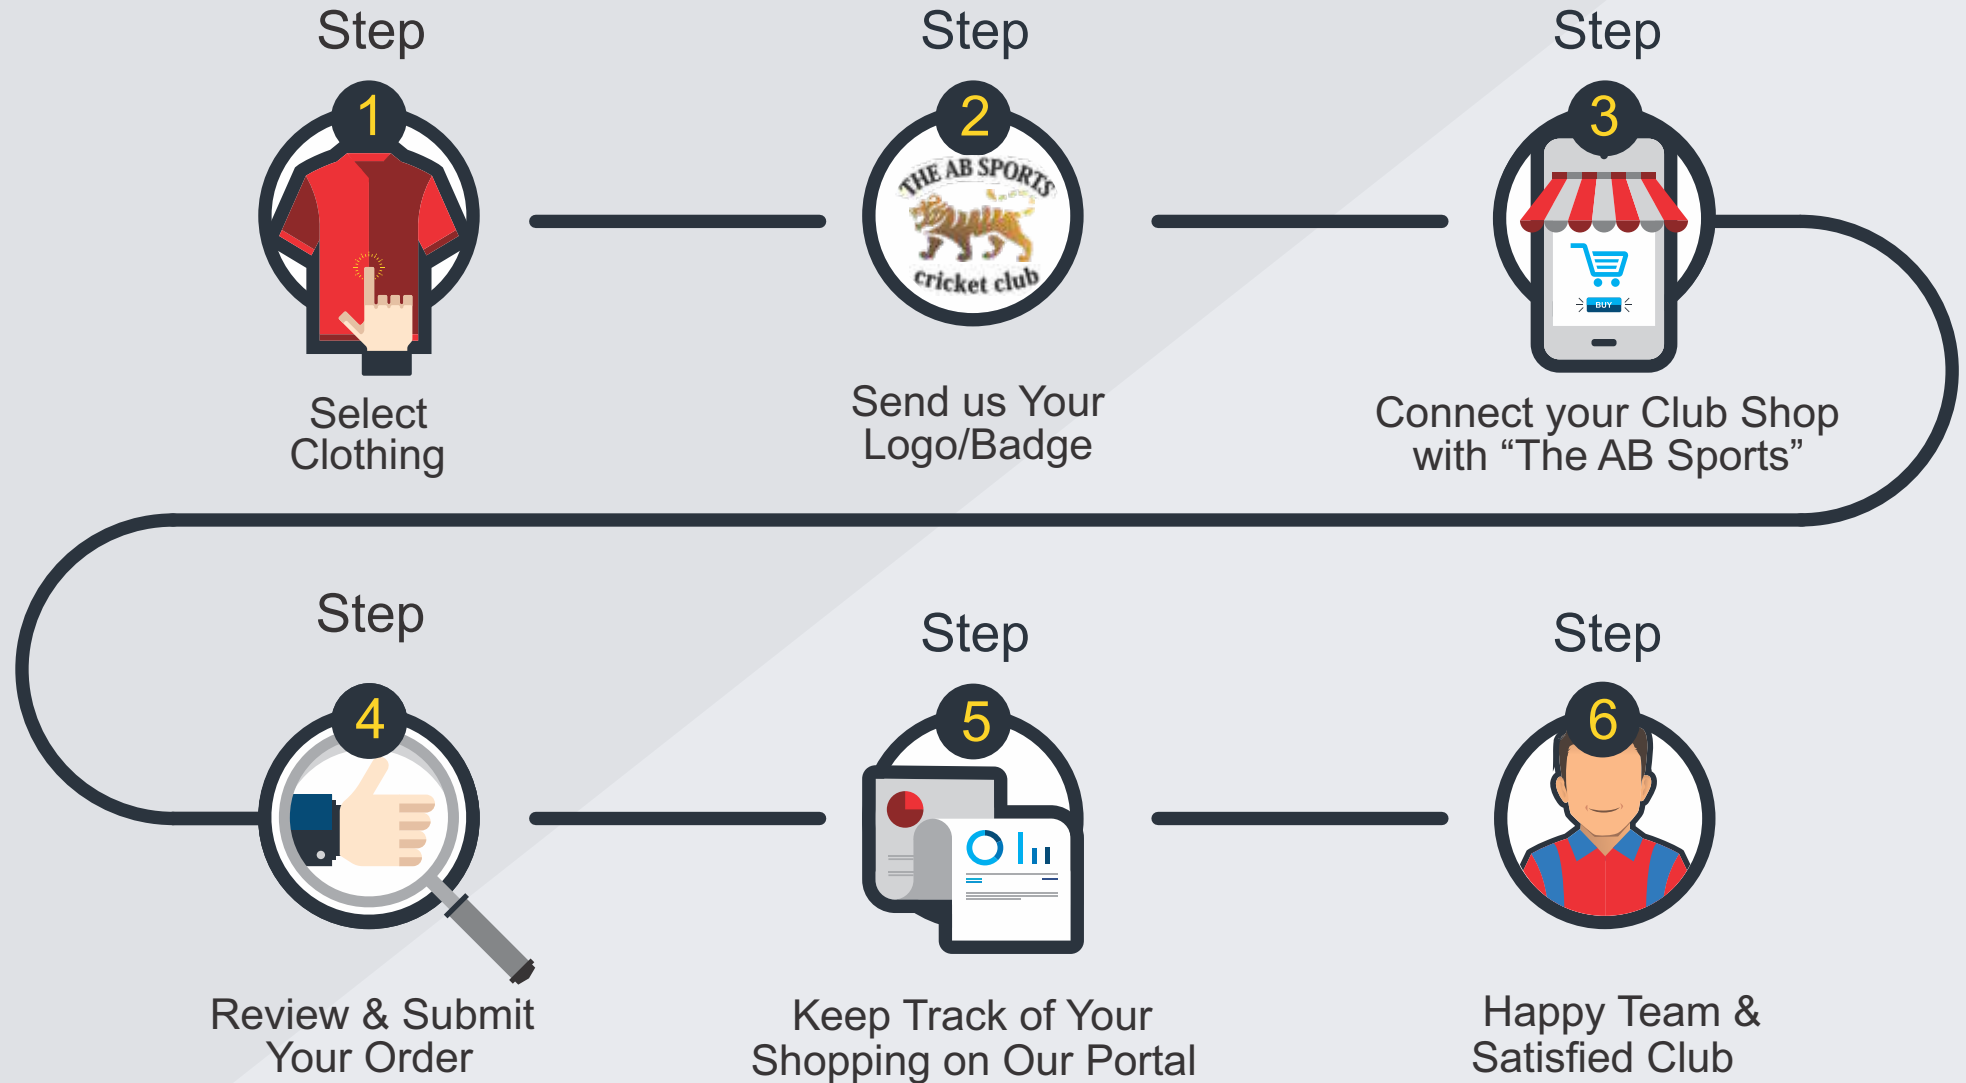 Step
1
Select
Clothing
Step
2
THE AB SPORTS
cricket club
Send us Your
Logo/Badge
Step
3
BUY
Connect your Club Shop
with “The AB Sports”
Step
4
Review & Submit
Your Order
Step
5
Keep Track of Your
Shopping on Our Portal
Step
6
Happy Team &
Satisfied Club